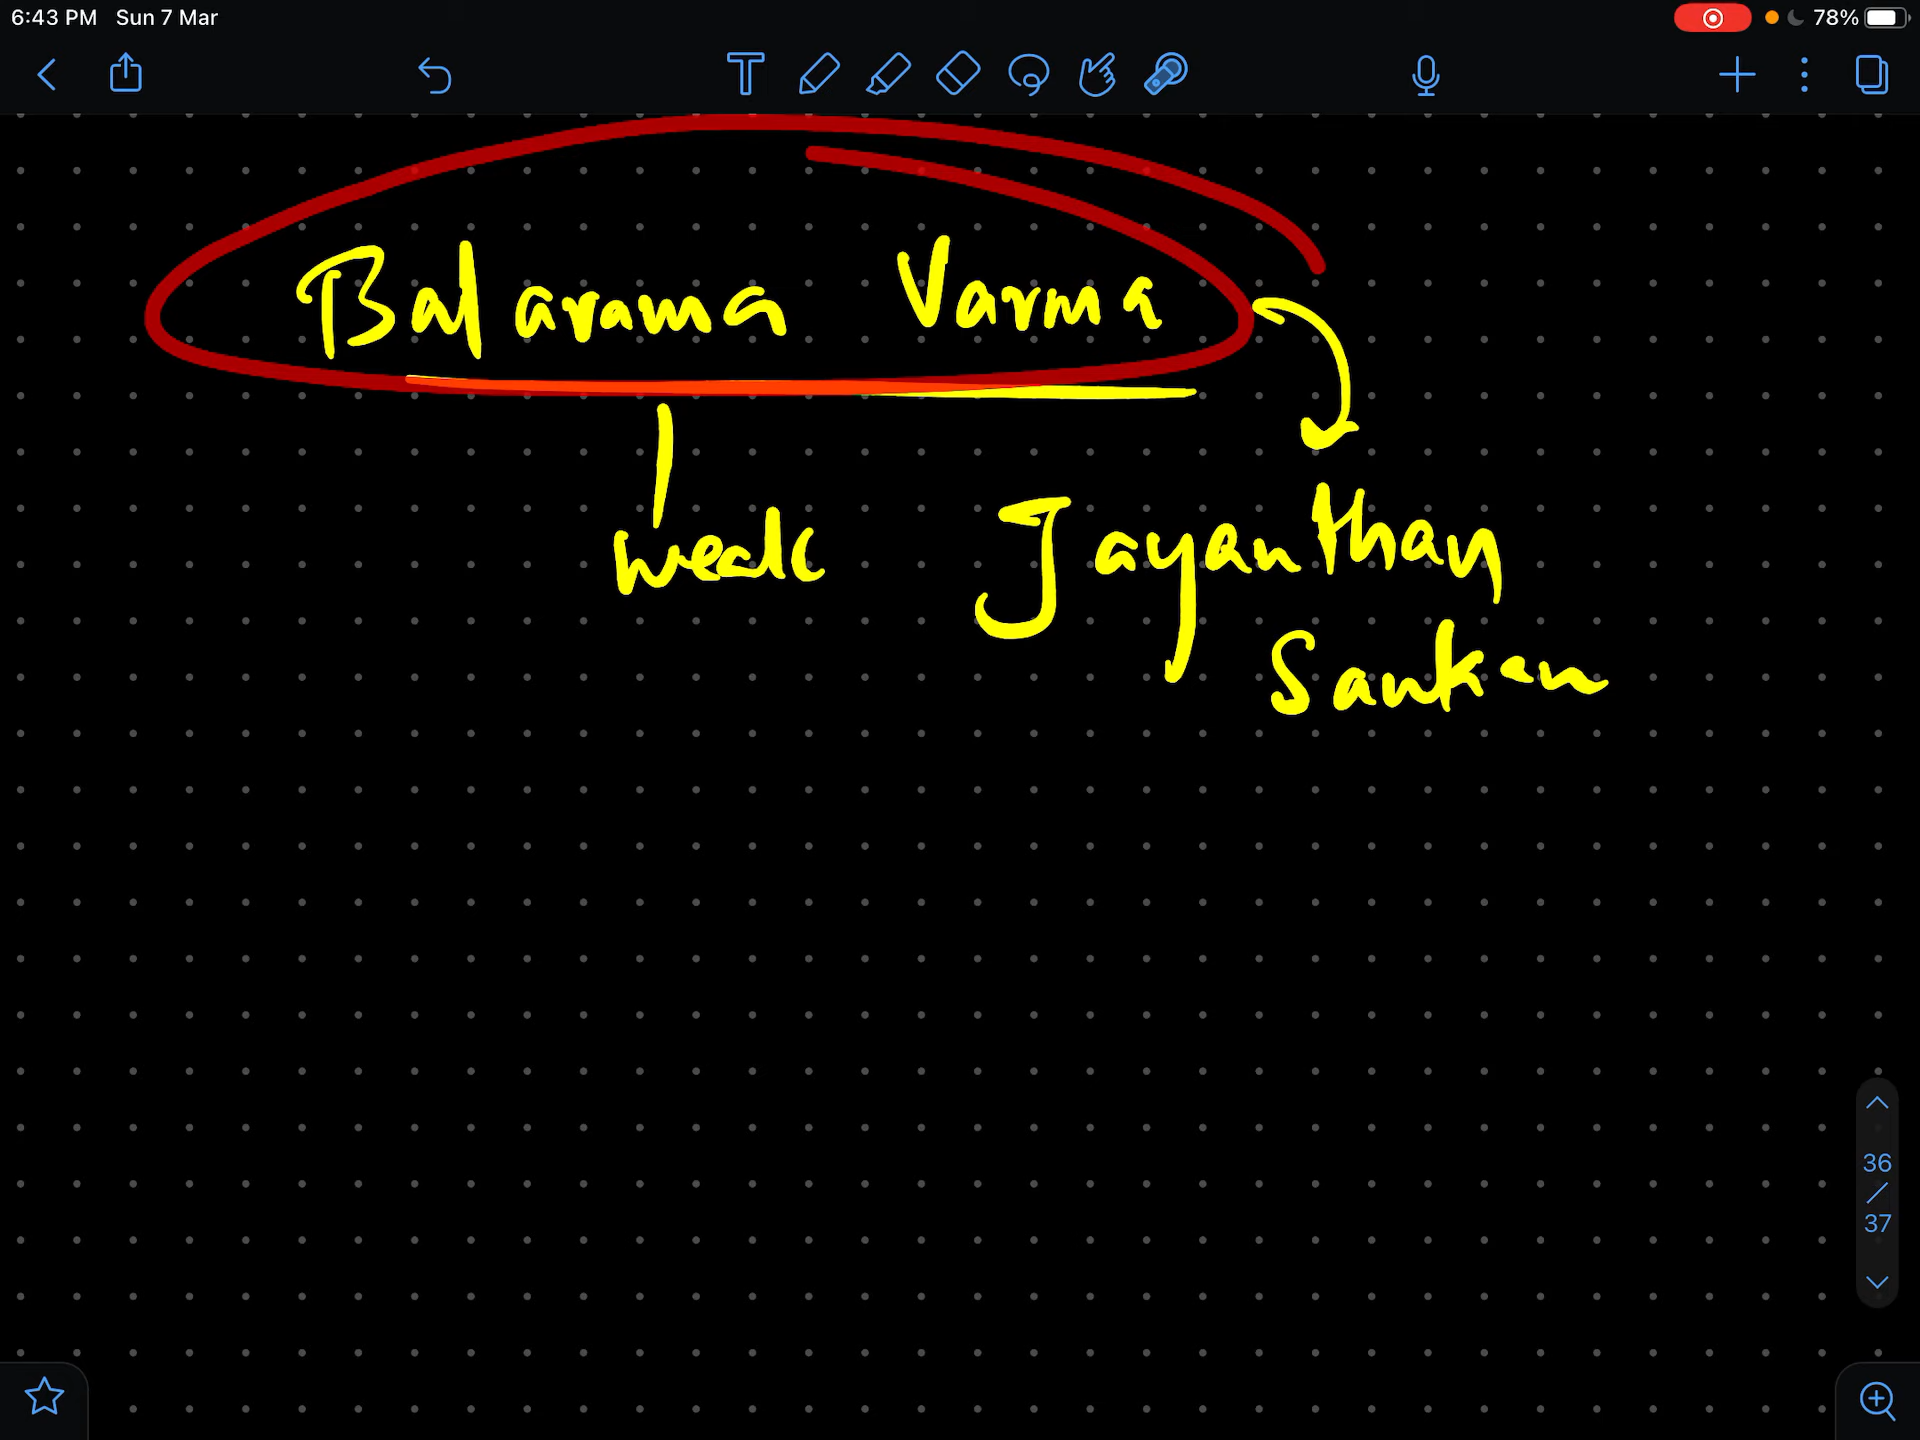 6:43 PM Sun 7 Mar
78%
Balarama Varma
weak
Jayanthan
Sankan
36
/
37